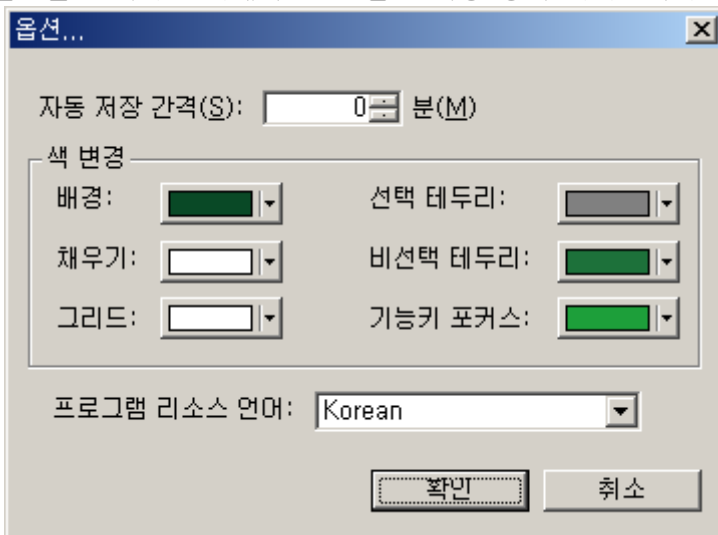 옵션...
자동 저장 간격(S): 0 분(M)
색 변경
배경: 선택 테두리:
채우기: 비선택 테두리:
그리드: 기능키 포커스:
프로그램 리소스 언어: Korean
확인 취소